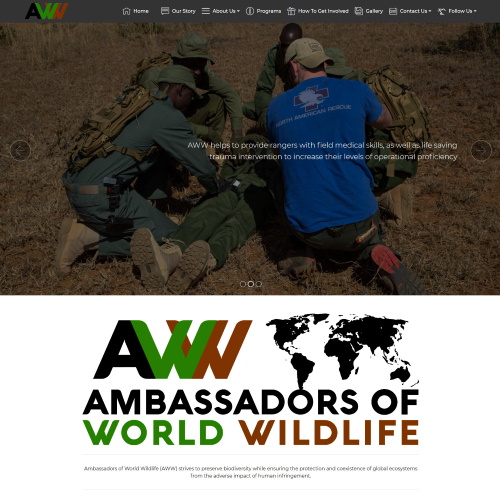 AWW
Home
Our Story
About Us
Programs
How To Get Involved
Gallery
Contact Us
Follow Us
NORTH AMERICAN RESCUE
AWW helps to provide rangers with field medical skills, as well as life saving
trauma intervention to increase their levels of operational proficiency
AWW
AMBASSADORS OF
WORLD WILDLIFE
Ambassadors of World Wildlife (AWW) strives to preserve biodiversity while ensuring the protection and coexistence of global ecosystems
from the adverse impact of human infringement.